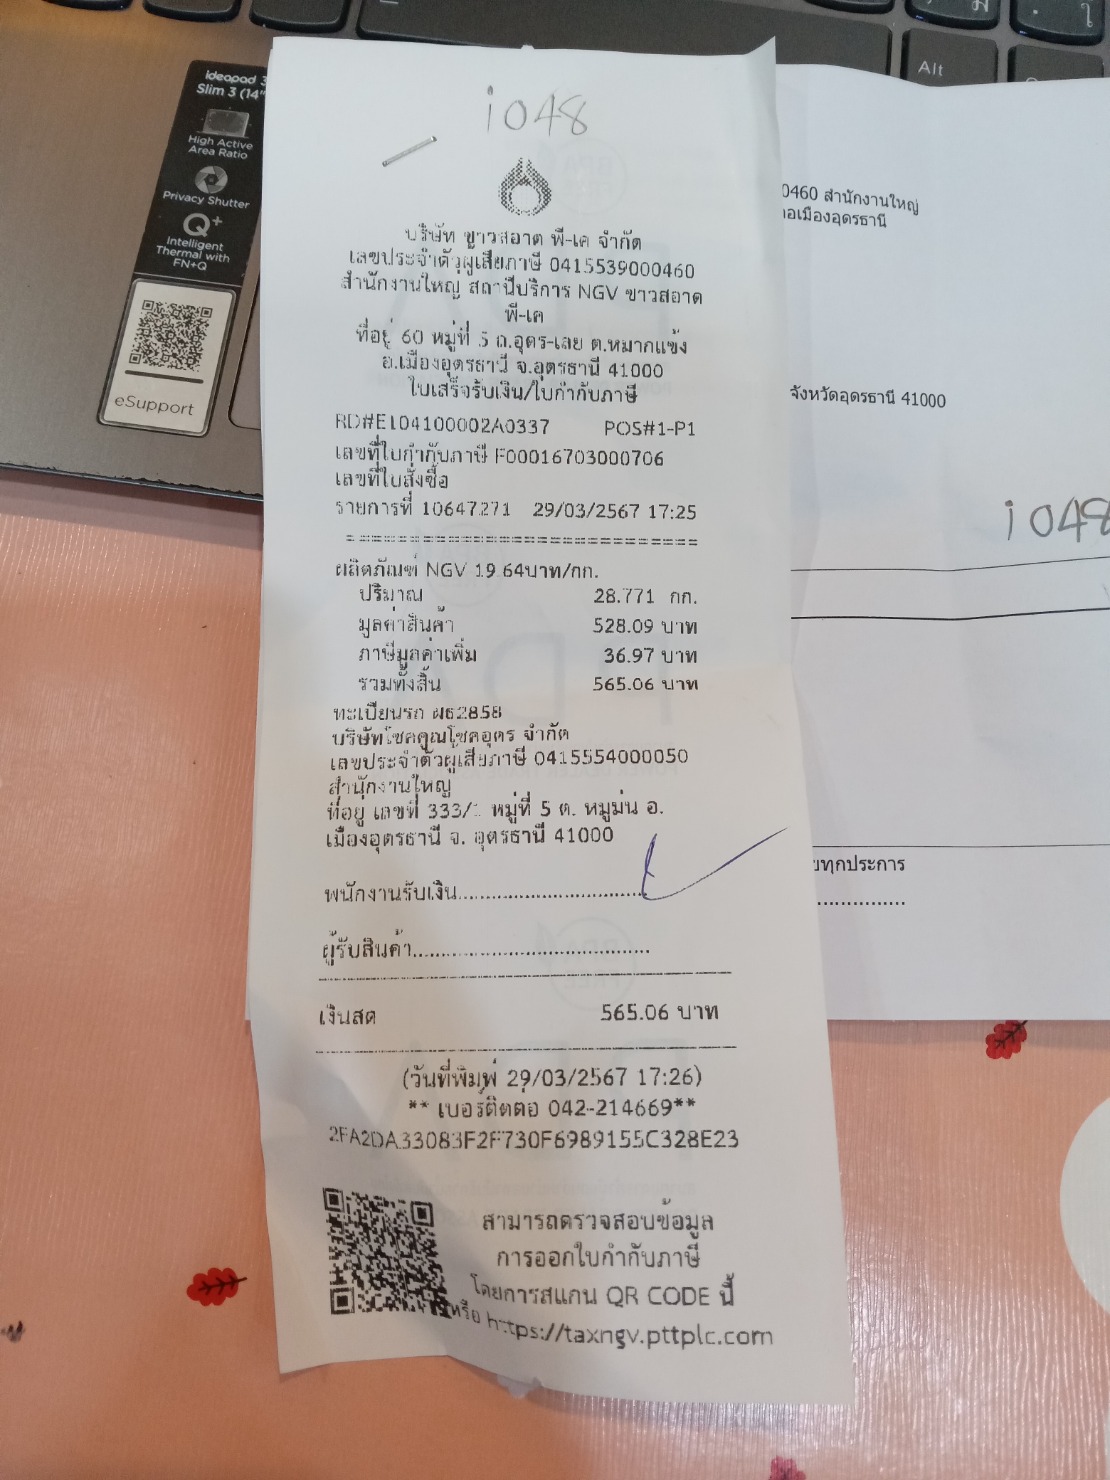 Alt
ideapad 3
Slim 3 (14"
High Active
Area Ratio
Privacy Shutter
Q+
Intelligent
Thermal with
FN+Q
eSupport
i048
บริษัท ขาวสอาด พี-เค จำกัด
เลขประจำตัวผู้เสียภาษี 0415539000460
สำนักงานใหญ่ สถานีบริการ NGV ขาวสอาด
พี-เค
ที่อยู่ 60 หมู่ที่ 5 ถ.อุดร-เลย ต.หมากแข้ง
อ.เมืองอุดรธานี จ.อุดรธานี 41000
ใบเสร็จรับเงิน/ใบกำกับภาษี
RD#E104100002A0337 POS#1-P1
เลขที่ใบกำกับภาษี F00016703000706
เลขที่ใบสั่งซื้อ
รายการที่ 10647271 29/03/2567 17:25
ผลิตภัณฑ์ NGV 19.64บาท/กก.
ปริมาณ 28.771 กก.
มูลค่าสินค้า 528.09 บาท
ภาษีมูลค่าเพิ่ม 36.97 บาท
รวมทั้งสิ้น 565.06 บาท
ทะเบียนรถ ผธ2858
บริษัทโชคคูณโชคอุดร จำกัด
เลขประจำตัวผู้เสียภาษี 0415554000050
สำนักงานใหญ่
ที่อยู่ เลขที่ 333/1 หมู่ที่ 5 ต. หมูม่น อ.
เมืองอุดรธานี จ. อุดรธานี 41000
พนักงานรับเงิน................................
ผู้รับสินค้า........................................
เงินสด 565.06 บาท
(วันที่พิมพ์ 29/03/2567 17:26)
** เบอร์ติดต่อ 042-214669**
2FA2DA33083F2F730F6989155C328E23
สามารถตรวจสอบข้อมูล
การออกใบกำกับภาษี
โดยการสแกน QR CODE นี้
หรือ https://taxngv.pttplc.com
0460 สำนักงานใหญ่
อเมืองอุดรธานี
จังหวัดอุดรธานี 41000
i048
ยทุกประการ